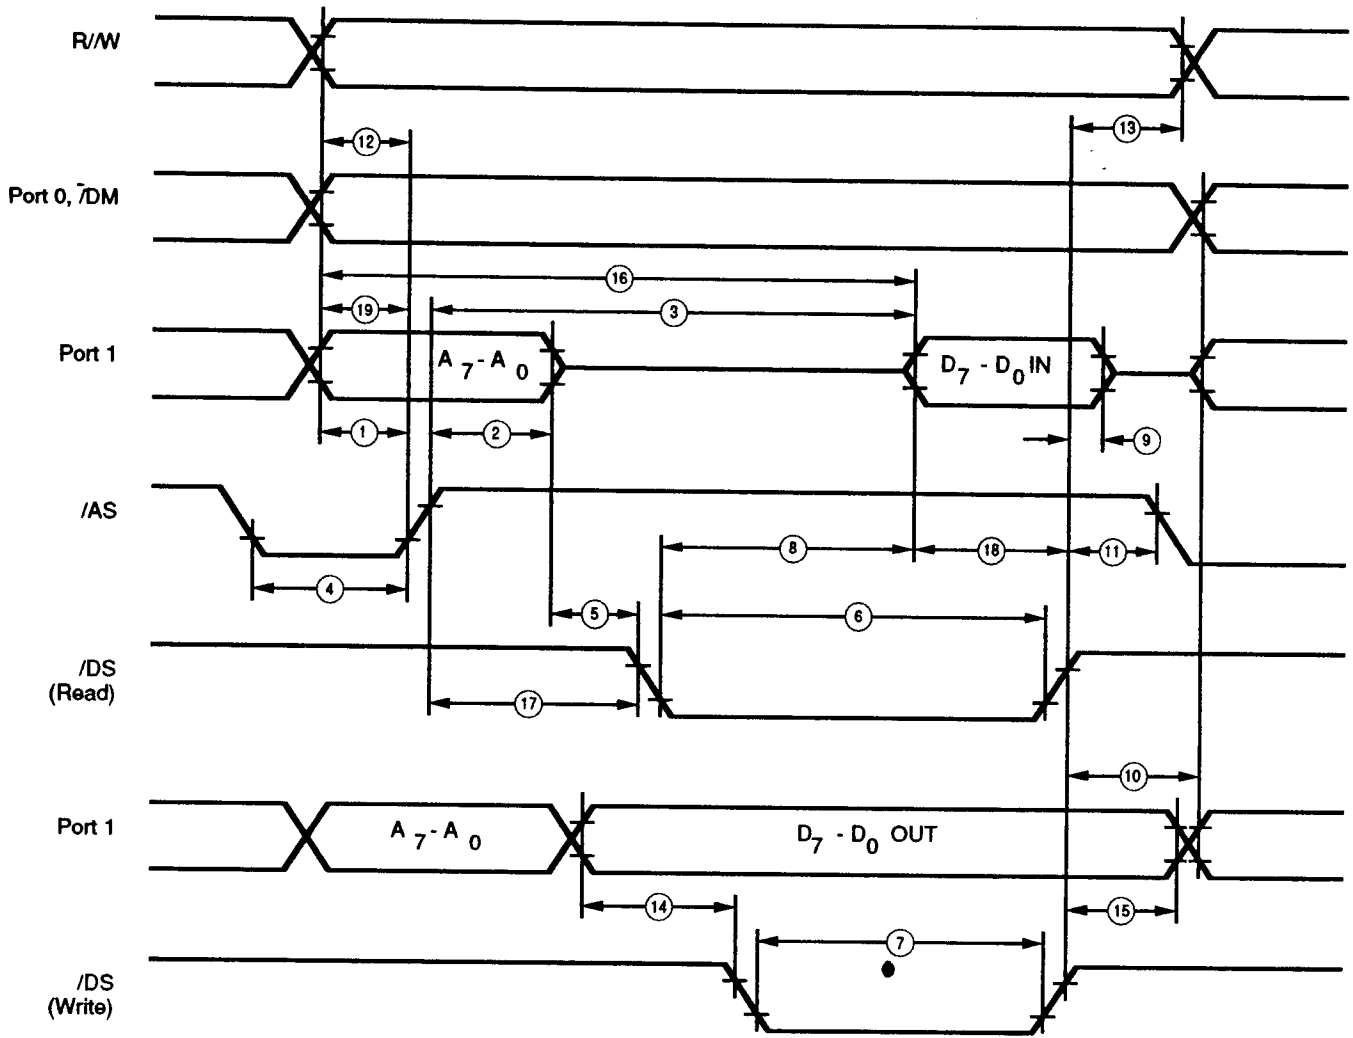 R//W
12
13
Port 0, /DM
16
19
3
Port 1
A7-A0
D7 - D0 IN
1
2
9
/AS
8
18
11
4
5
6
/DS
(Read)
17
10
Port 1
A7-A0
D7 - D0 OUT
14
15
7
/DS
(Write)